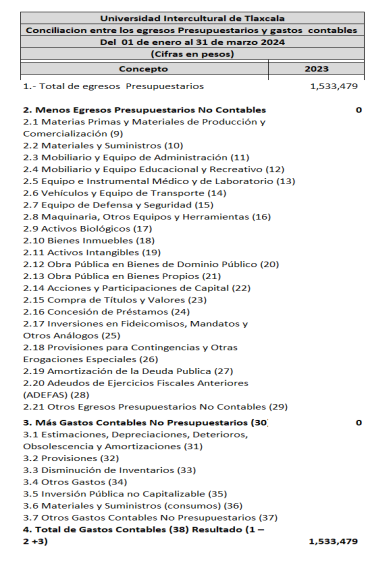 Universidad Intercultural de Tlaxcala
Conciliacion entre los egresos Presupuestarios y gastos contables
Del 01 de enero al 31 de marzo 2024
(Cifras en pesos)
Concepto 2023
1.- Total de egresos Presupuestarios 1,533,479
2. Menos Egresos Presupuestarios No Contables 0
2.1 Materias Primas y Materiales de Producción y
Comercialización (9)
2.2 Materiales y Suministros (10)
2.3 Mobiliario y Equipo de Administración (11)
2.4 Mobiliario y Equipo Educacional y Recreativo (12)
2.5 Equipo e Instrumental Médico y de Laboratorio (13)
2.6 Vehículos y Equipo de Transporte (14)
2.7 Equipo de Defensa y Seguridad (15)
2.8 Maquinaria, Otros Equipos y Herramientas (16)
2.9 Activos Biológicos (17)
2.10 Bienes Inmuebles (18)
2.11 Activos Intangibles (19)
2.12 Obra Pública en Bienes de Dominio Público (20)
2.13 Obra Pública en Bienes Propios (21)
2.14 Acciones y Participaciones de Capital (22)
2.15 Compra de Títulos y Valores (23)
2.16 Concesión de Préstamos (24)
2.17 Inversiones en Fideicomisos, Mandatos y
Otros Análogos (25)
2.18 Provisiones para Contingencias y Otras
Erogaciones Especiales (26)
2.19 Amortización de la Deuda Publica (27)
2.20 Adeudos de Ejercicios Fiscales Anteriores
(ADEFAS) (28)
2.21 Otros Egresos Presupuestarios No Contables (29)
3. Más Gastos Contables No Presupuestarios (30) 0
3.1 Estimaciones, Depreciaciones, Deterioros,
Obsolescencia y Amortizaciones (31)
3.2 Provisiones (32)
3.3 Disminución de Inventarios (33)
3.4 Otros Gastos (34)
3.5 Inversión Pública no Capitalizable (35)
3.6 Materiales y Suministros (consumos) (36)
3.7 Otros Gastos Contables No Presupuestarios (37)
4. Total de Gastos Contables (38) Resultado (1 –
2 +3) 1,533,479